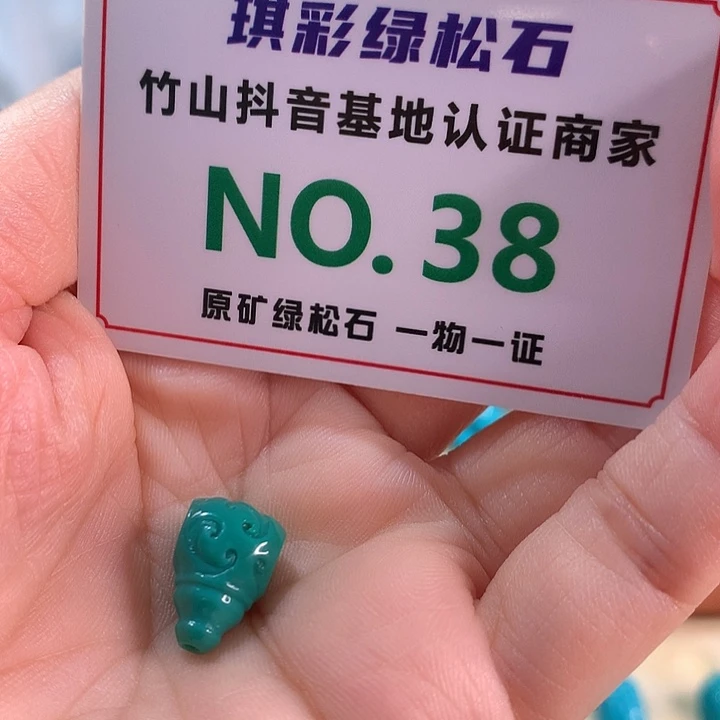 琪彩绿松石
竹山抖音基地认证商家
NO.38
原矿绿松石 一物一证